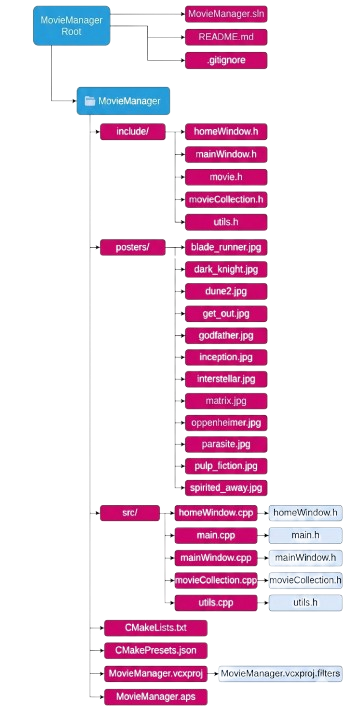 MovieManager
Root
MovieManager.sln
README.md
.gitignore
MovieManager
include/
homeWindow.h
mainWindow.h
movie.h
movieCollection.h
utils.h
posters/
blade_runner.jpg
dark_knight.jpg
dune2.jpg
get_out.jpg
godfather.jpg
inception.jpg
interstellar.jpg
matrix.jpg
oppenheimer.jpg
parasite.jpg
pulp_fiction.jpg
spirited_away.jpg
src/
homeWindow.cpp
homeWindow.h
main.cpp
main.h
mainWindow.cpp
mainWindow.h
movieCollection.cpp
movieCollection.h
utils.cpp
utils.h
CMakeLists.txt
CMakePresets.json
MovieManager.vcxproj
MovieManager.vcxproj.filters
MovieManager.aps